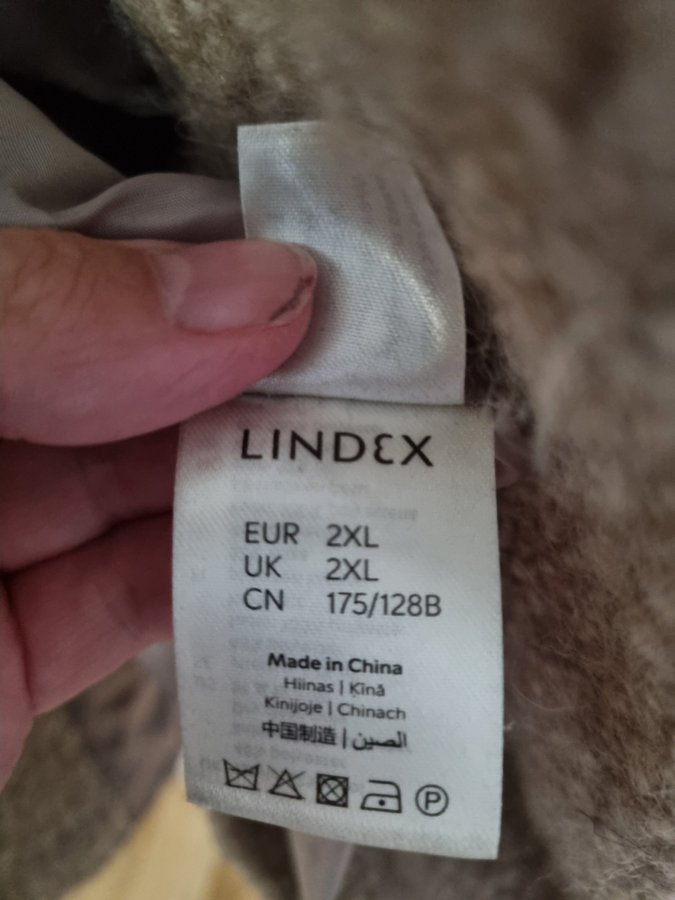 LINDEX
EUR 2XL
UK 2XL
CN 175/128B
Made in China
Hiinas | Ķīnā
Kinijoje | Chinach
中国制造 | الصين
P